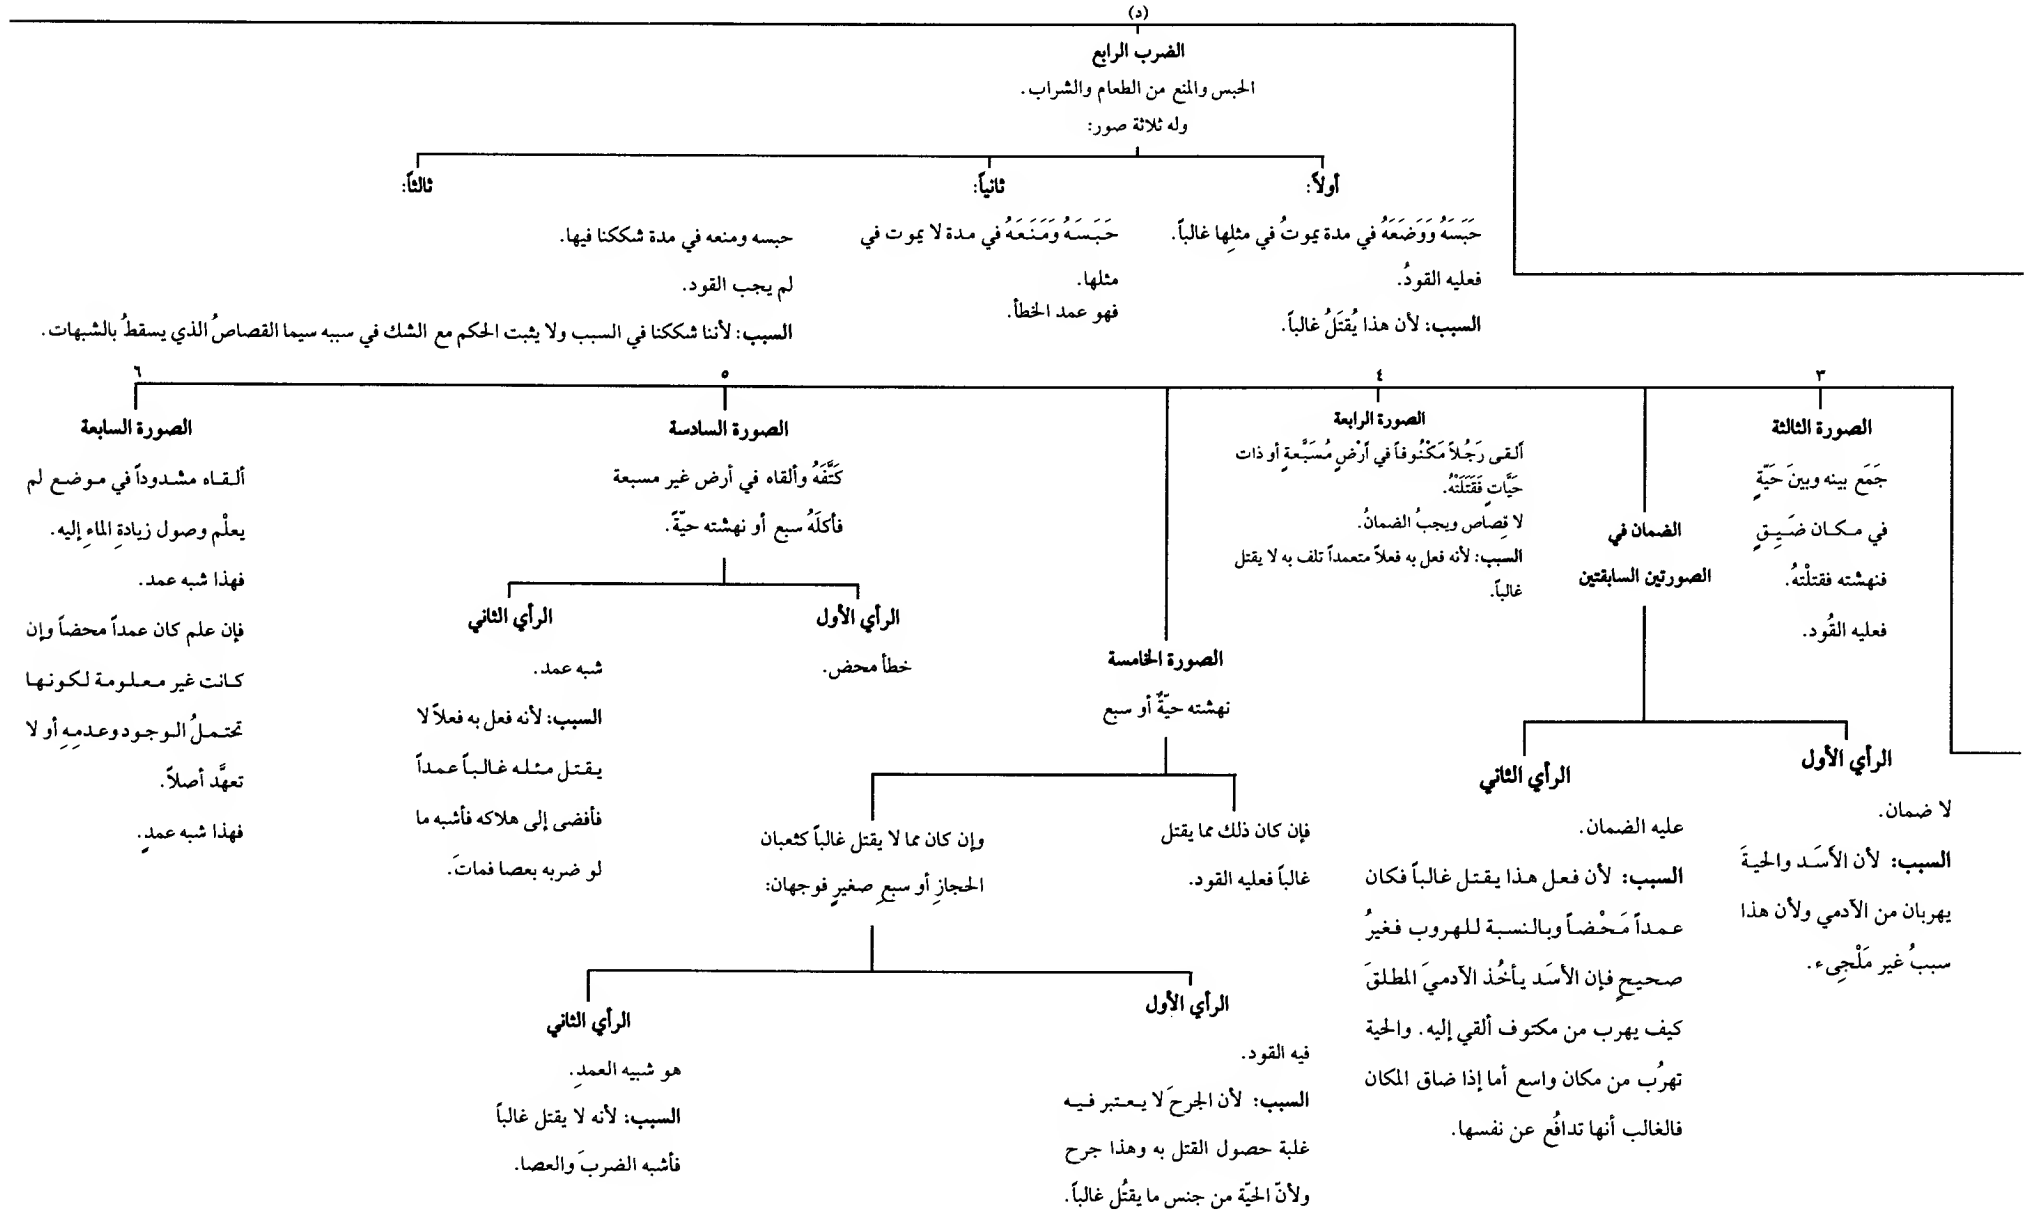 (د)
الضرب الرابع
الحبس والمنع من الطعام والشراب.
وله ثلاثة صور:
أولاً:
حَبَسَهُ وَوَضَعَهُ في مدة يموتُ في مثلِها غالباً.
فعليه القودُ.
السبب: لأن هذا يُقتَلُ غالباً.
ثانياً:
حَبَسَهُ وَمَنَعَهُ في مدة لا يموت في
مثلها.
فهو عمد الخطأ.
ثالثاً:
حبسه ومنعه في مدة شككنا فيها.
لم يجب القود.
السبب: لأننا شككنا في السبب ولا يثبت الحكم مع الشك في سببه سيما القصاصُ الذي يسقطُ بالشبهات.
٣
الصورة الثالثة
جَمَعَ بينه وبينَ حَيّةٍ
في مكان ضَيِقٍ
فنهشته فقتلْتهُ.
فعليه القُود.
الضمان في
الصورتين السابقتين
الرأي الأول
لا ضمان.
السبب: لأن الأَسَد والحيةَ
يهربان من الآدمي ولأن هذا
سببُ غير مَلْجِىء.
الرأي الثاني
عليه الضمان.
السبب: لأن فعل هذا يقتل غالباً فكان
عمداً مَحْضاً وبالنسبة للهروب فغيرُ
صحيحٍ فإن الأسَد يأخُذ الآدميَ المطلقَ
كيف يهرب من مكتوف ألقي إليه. والحية
تهرُب من مكان واسع أما إذا ضاق المكان
فالغالب أنها تدافُع عن نفسها.
٤
الصورة الرابعة
ألقى رَجُلاً مَكْتُوفاً في أرْضٍ مُسَبَّعةٍ أو ذات
حَيَّاتٍ فَقَتَلَتْهُ.
لا قِصاص ويجبُ الضمانُ.
السبب: لأنه فعل به فعلاً متعمداً تلف به لا يقتل
غالباً.
الصورة الخامسة
نهشته حيّةٌ أو سبع
فإن كان ذلك مما يقتل
غالباً فعليه القود.
وإن كان مما لا يقتل غالباً كثعبان
الحجازِ أو سبعِ صغيرٍ فوجهان:
الرأي الأول
فيه القود.
السبب: لأن الجرحَ لا يعتبر فيه
غلبة حصول القتل به وهذا جرح
ولأنّ الحيّة من جنس ما يقتُل غالباً.
الرأي الثاني
هو شبيه العمدِ.
السبب: لأنه لا يقتل غالباً
فأشبه الضربَ والعصا.
٥
الصورة السادسة
كَتَّفَهُ وألقاه في أرض غير مسبعة
فأكلَهُ سبع أو نهشته حيّةً.
الرأي الأول
خطأ محض.
الرأي الثاني
شبه عمد.
السبب: لأنه فعل به فعلاً لا
يقتل مثله غالباً عمداً
فأفضى إلى هلاكه فأشبه ما
لو ضربه بعصا فماتَ.
٦
الصورة السابعة
ألقاه مشدوداً في موضع لم
يعلْم وصول زيادةِ الماءِ إليه.
فهذا شبه عمد.
فإن علم كان عمداً محضاً وإن
كانت غير معلومة لكونها
تحتملُ الوجود وعدمِهِ أو لا
تعهَّد أصلاً.
فهذا شبه عمدٍ.